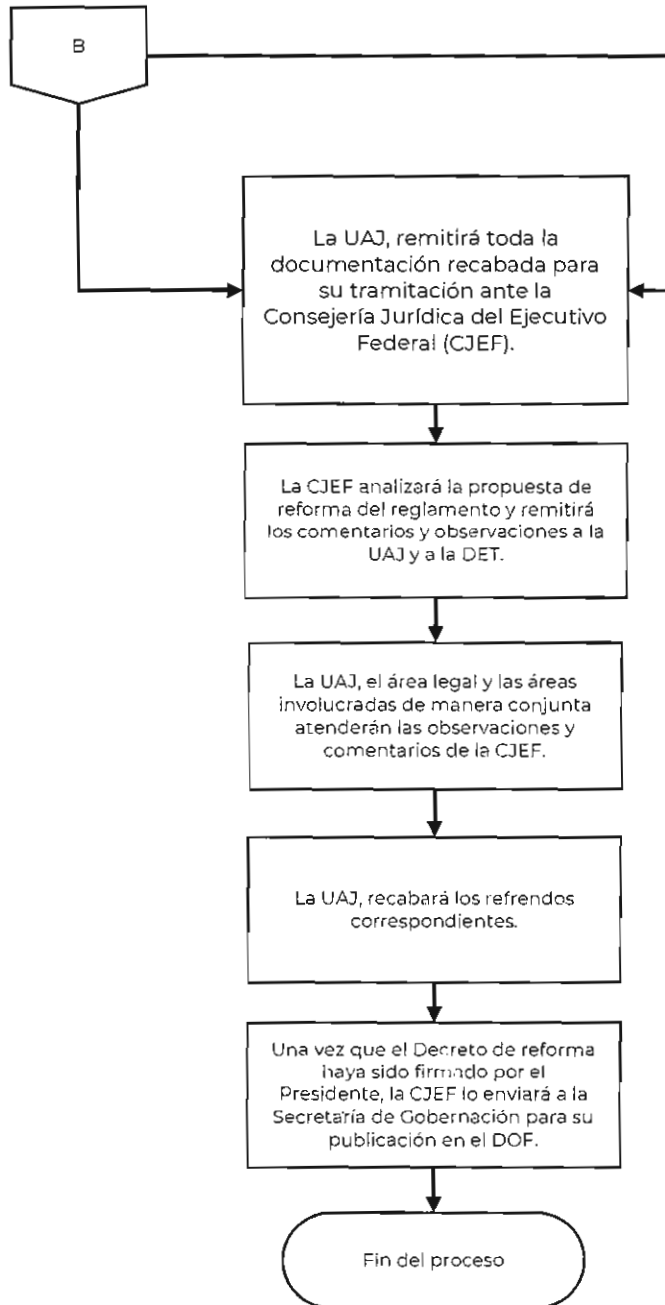 B
La UAJ, remitirá toda la
documentación recabada para
su tramitación ante la
Consejería Jurídica del Ejecutivo
Federal (CJEF).
La CJEF analizará la propuesta de
reforma del reglamento y remitirá
los comentarios y observaciones a la
UAJ y a la DET.
La UAJ, el área legal y las áreas
involucradas de manera conjunta
atenderán las observaciones y
comentarios de la CJEF.
La UAJ, recabará los refrendos
correspondientes.
Una vez que el Decreto de reforma
haya sido firmado por el
Presidente, la CJEF lo enviará a la
Secretaría de Gobernación para su
publicación en el DOF.
Fin del proceso